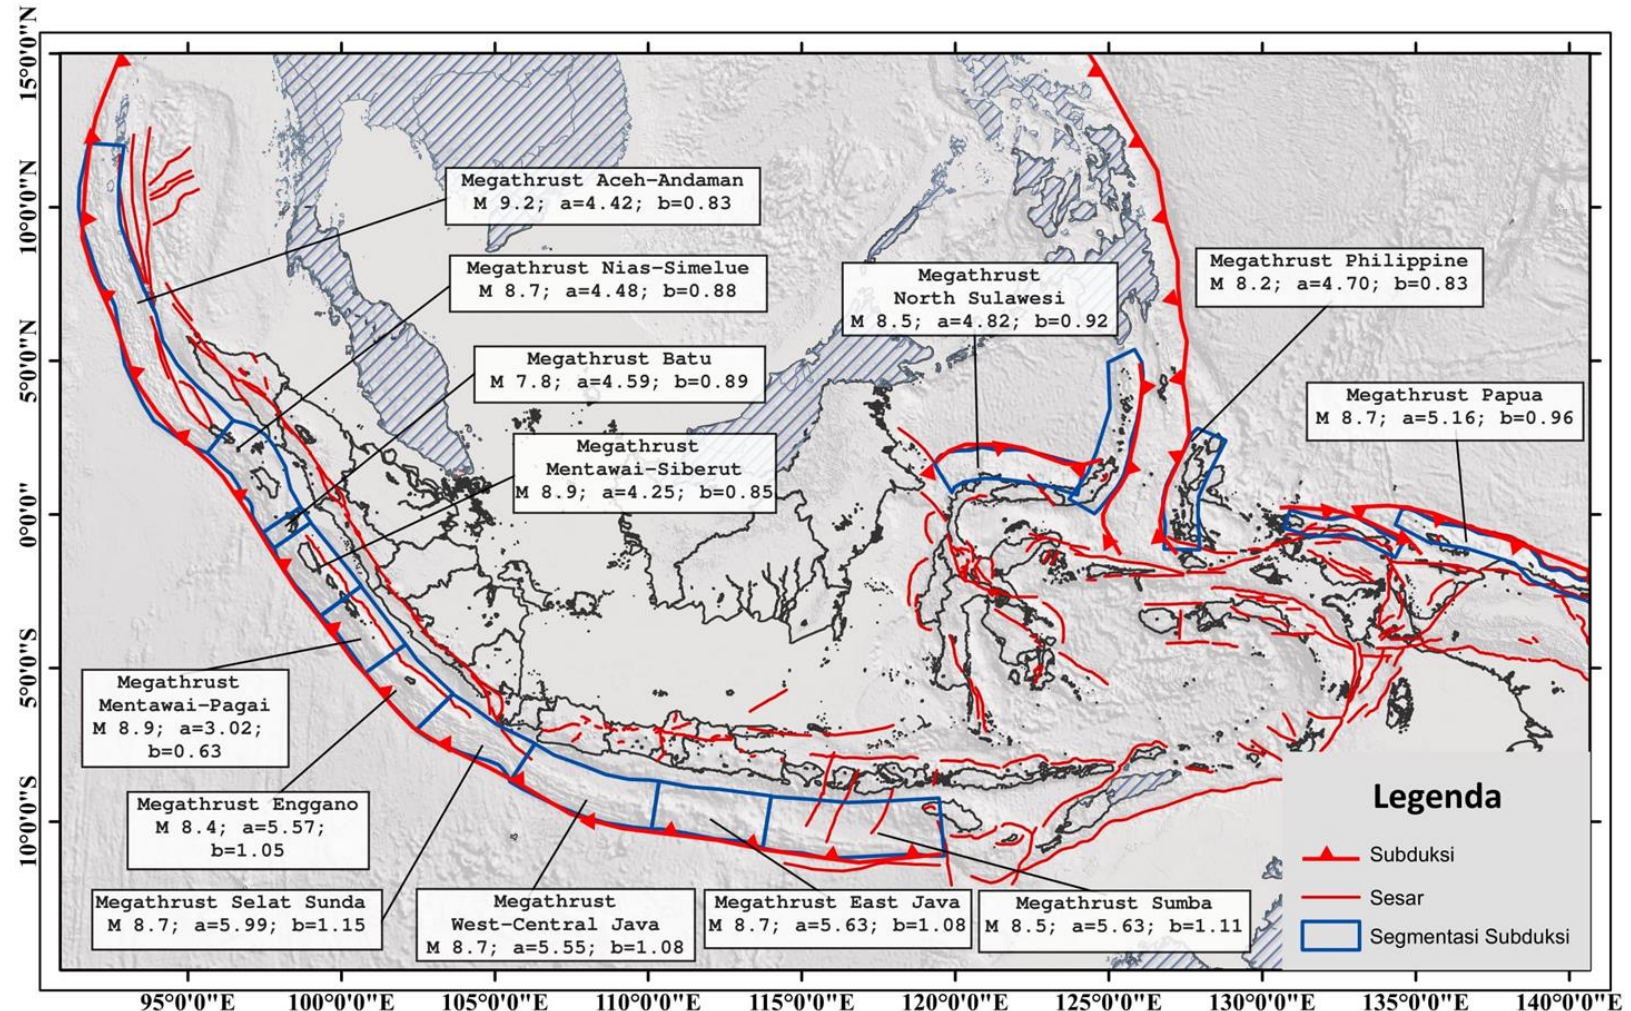 15°0'0"N
10°0'0"N
5°0'0"N
0°0'0"
5°0'0"S
10°0'0"S
Megathrust Aceh-Andaman
M 9.2; a=4.42; b=0.83
Megathrust Nias-Simelue
M 8.7; a=4.48; b=0.88
Megathrust Batu
M 7.8; a=4.59; b=0.89
Megathrust
Mentawai-Siberut
M 8.9; a=4.25; b=0.85
Megathrust
North Sulawesi
M 8.5; a=4.82; b=0.92
Megathrust Philippine
M 8.2; a=4.70; b=0.83
Megathrust Papua
M 8.7; a=5.16; b=0.96
Megathrust
Mentawai-Pagai
M 8.9; a=3.02;
b=0.63
Megathrust Enggano
M 8.4; a=5.57;
b=1.05
Megathrust Selat Sunda
M 8.7; a=5.99; b=1.15
Megathrust
West-Central Java
M 8.7; a=5.55; b=1.08
Megathrust East Java
M 8.7; a=5.63; b=1.08
Megathrust Sumba
M 8.5; a=5.63; b=1.11
Legenda
Subduksi
Sesar
Segmentasi Subduksi
95°0'0"E
100°0'0"E
105°0'0"E
110°0'0"E
115°0'0"E
120°0'0"E
125°0'0"E
130°0'0"E
135°0'0"E
140°0'0"E